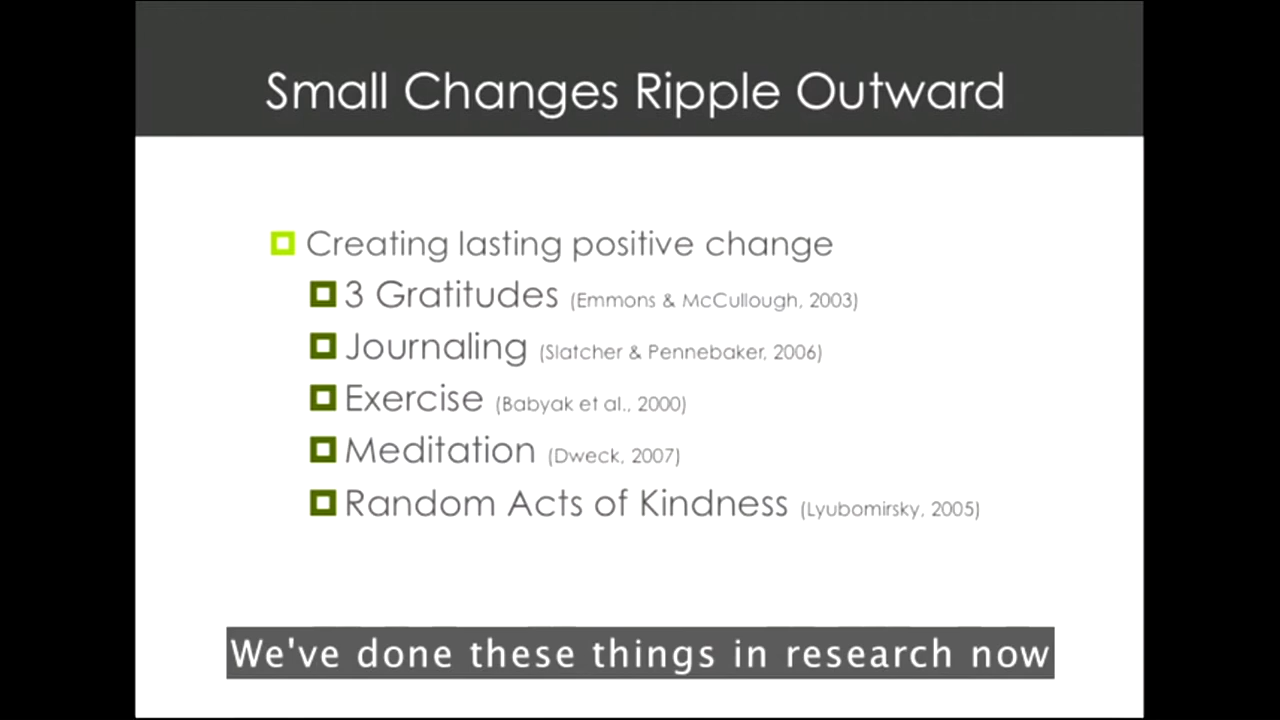 Small Changes Ripple Outward
Creating lasting positive change
3 Gratitudes (Emmons & McCullough, 2003)
Journaling (Slatcher & Pennebaker, 2006)
Exercise (Babyak et al., 2000)
Meditation (Dweck, 2007)
Random Acts of Kindness (Lyubomirsky, 2005)
We've done these things in research now